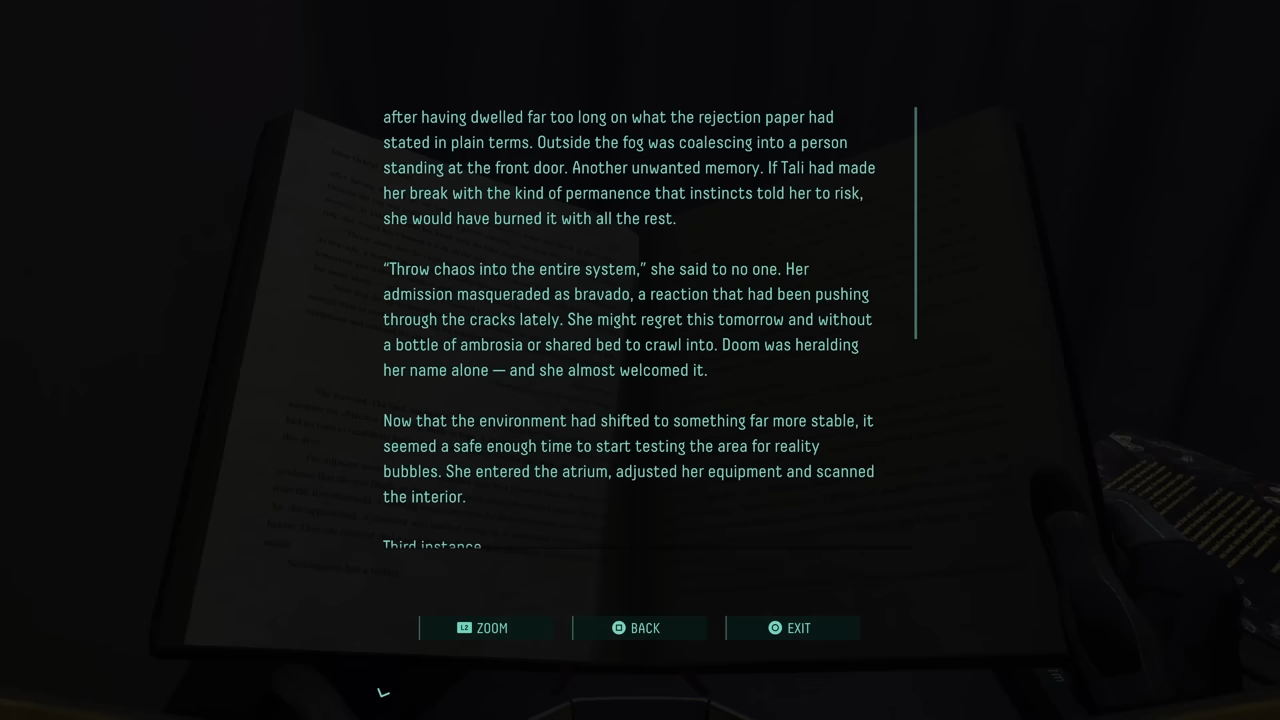 after having dwelled far too long on what the rejection paper had
stated in plain terms. Outside the fog was coalescing into a person
standing at the front door. Another unwanted memory. If Tali had made
her break with the kind of permanence that instincts told her to risk,
she would have burned it with all the rest.
“Throw chaos into the entire system,” she said to no one. Her
admission masqueraded as bravado, a reaction that had been pushing
through the cracks lately. She might regret this tomorrow and without
a bottle of ambrosia or shared bed to crawl into. Doom was heralding
her name alone — and she almost welcomed it.
Now that the environment had shifted to something far more stable, it
seemed a safe enough time to start testing the area for reality
bubbles. She entered the atrium, adjusted her equipment and scanned
the interior.
Third instance
L2 ZOOM
BACK
EXIT